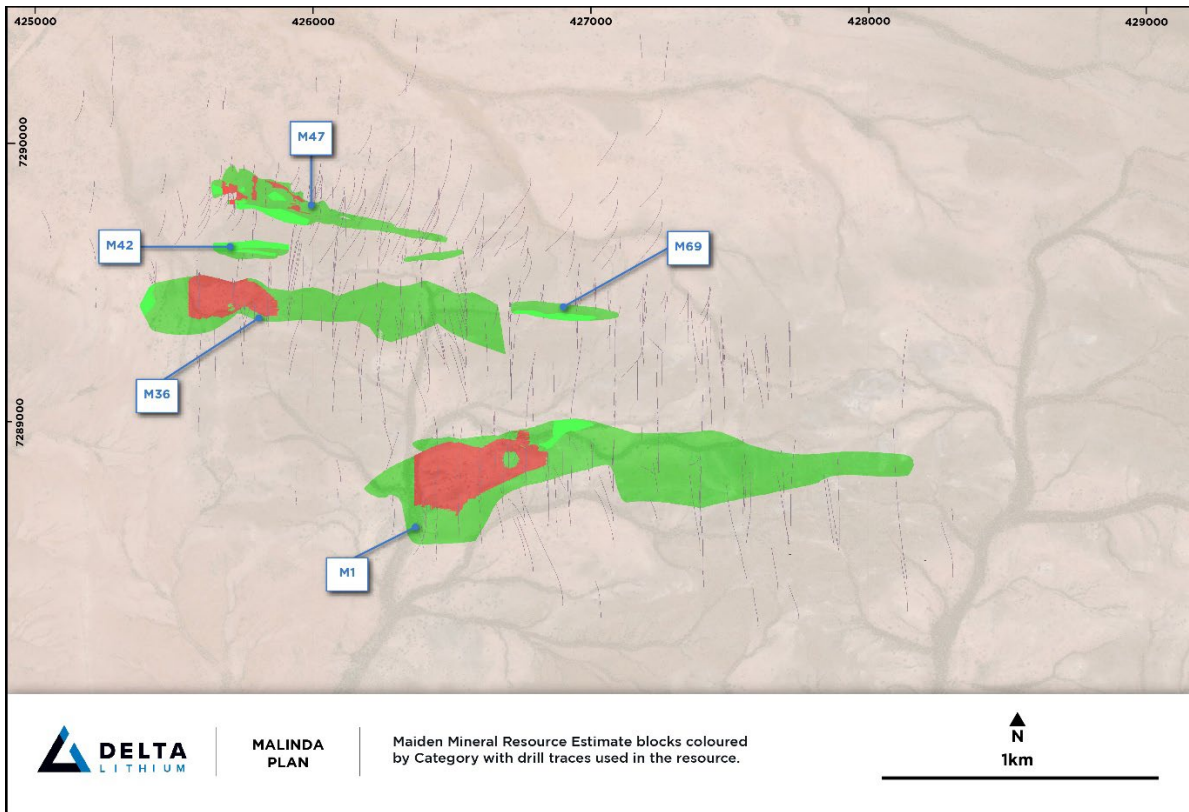 425000
426000
427000
428000
429000
7290000
M47
M42
M69
M36
7289000
M1
DELTA
LITHIUM
MALINDA
PLAN
Maiden Mineral Resource Estimate blocks coloured
by Category with drill traces used in the resource.
N
1km